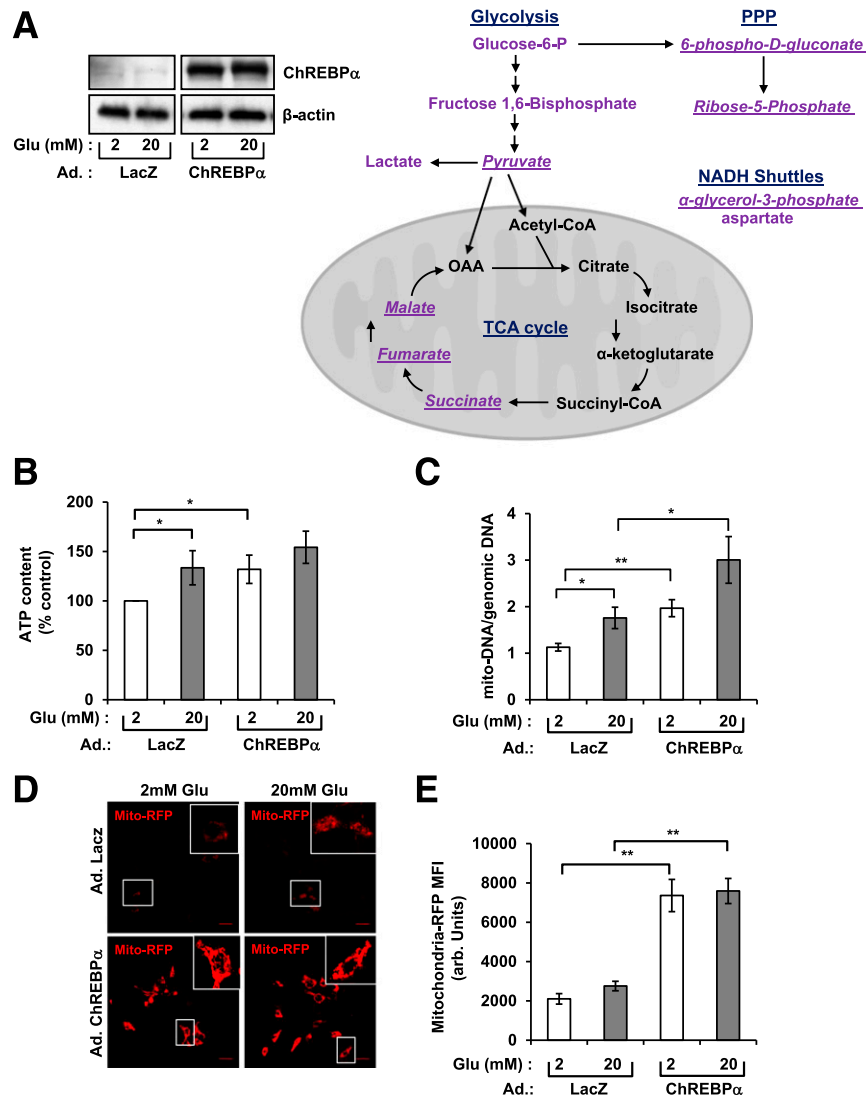 A
ChREBPα
β-actin
Glu (mM) : 2 20 2 20
Ad. : LacZ ChREBPα
Glycolysis PPP
Glucose-6-P 6-phospho-D-gluconate
Fructose 1,6-Bisphosphate Ribose-5-Phosphate
Lactate Pyruvate
NADH Shuttles
α-glycerol-3-phosphate
aspartate
Acetyl-CoA
OAA Citrate
Malate Isocitrate
TCA cycle
Fumarate α-ketoglutarate
Succinate Succinyl-CoA
B
ATP content
(% control)
200
150
100
50
0
*
*
Glu (mM) : 2 20 2 20
Ad.: LacZ ChREBPα
C
mito-DNA/genomic DNA
4
3
2
1
0
*
**
*
Glu (mM) : 2 20 2 20
Ad.: LacZ ChREBPα
D
2mM Glu 20mM Glu
Ad. Lacz
Mito-RFP Mito-RFP
Ad. ChREBPα
Mito-RFP Mito-RFP
E
Mitochondria-RFP MFI
(arb. Units)
10000
8000
6000
4000
2000
0
**
**
Glu (mM) : 2 20 2 20
Ad.: LacZ ChREBPα